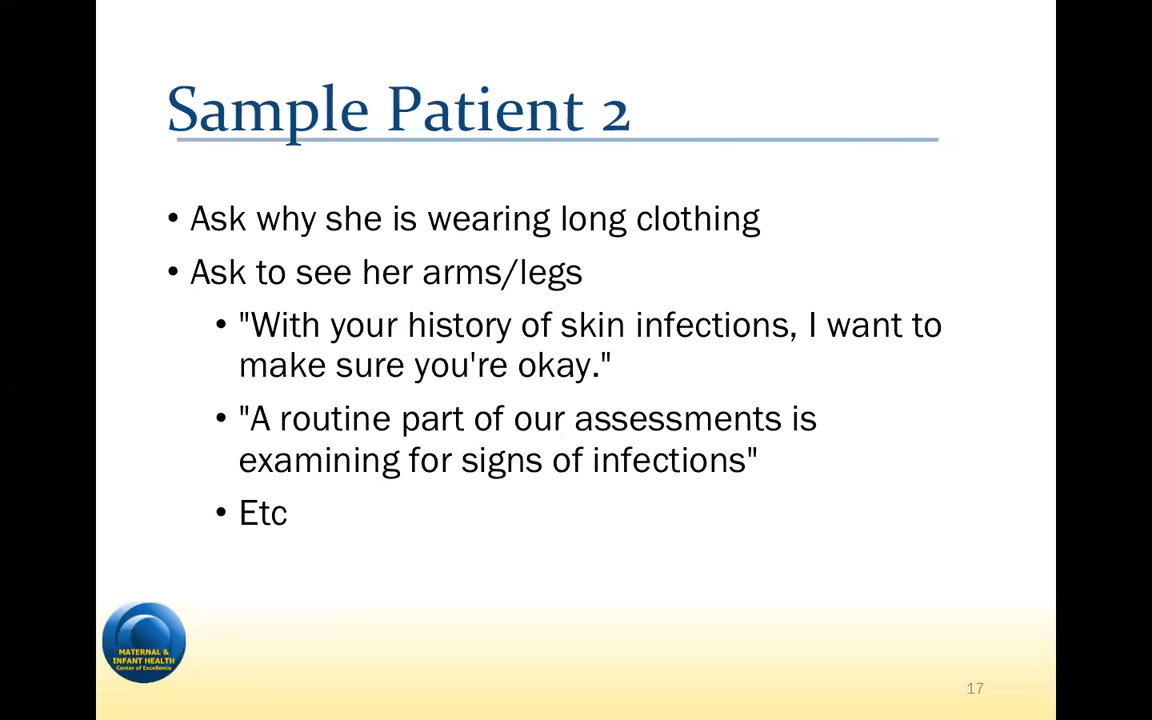 Sample Patient 2
• Ask why she is wearing long clothing
• Ask to see her arms/legs
• "With your history of skin infections, I want to
make sure you're okay."
• "A routine part of our assessments is
examining for signs of infections"
• Etc
MATERNAL &
INFANT HEALTH
Center of Excellence
17